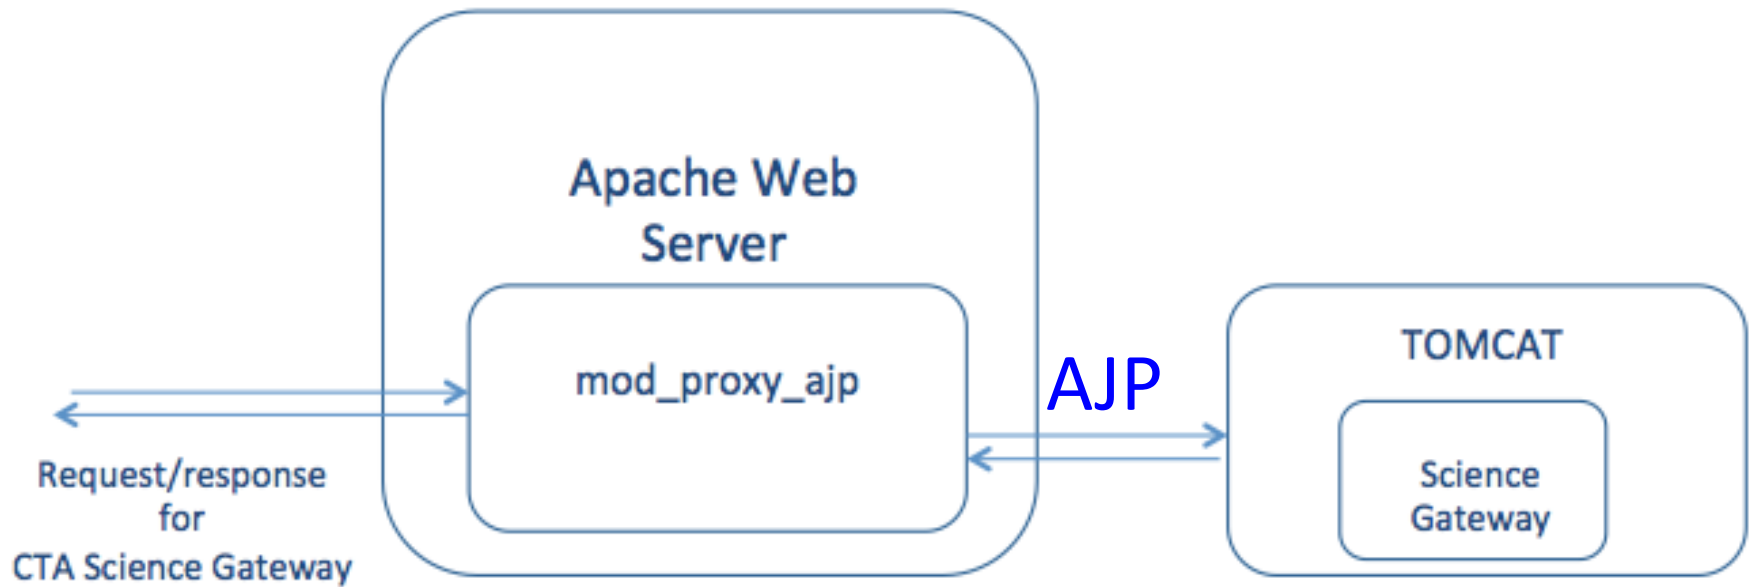 Apache Web
Server
mod_proxy_ajp
AJP
TOMCAT
Science
Gateway
Request/response
for
CTA Science Gateway